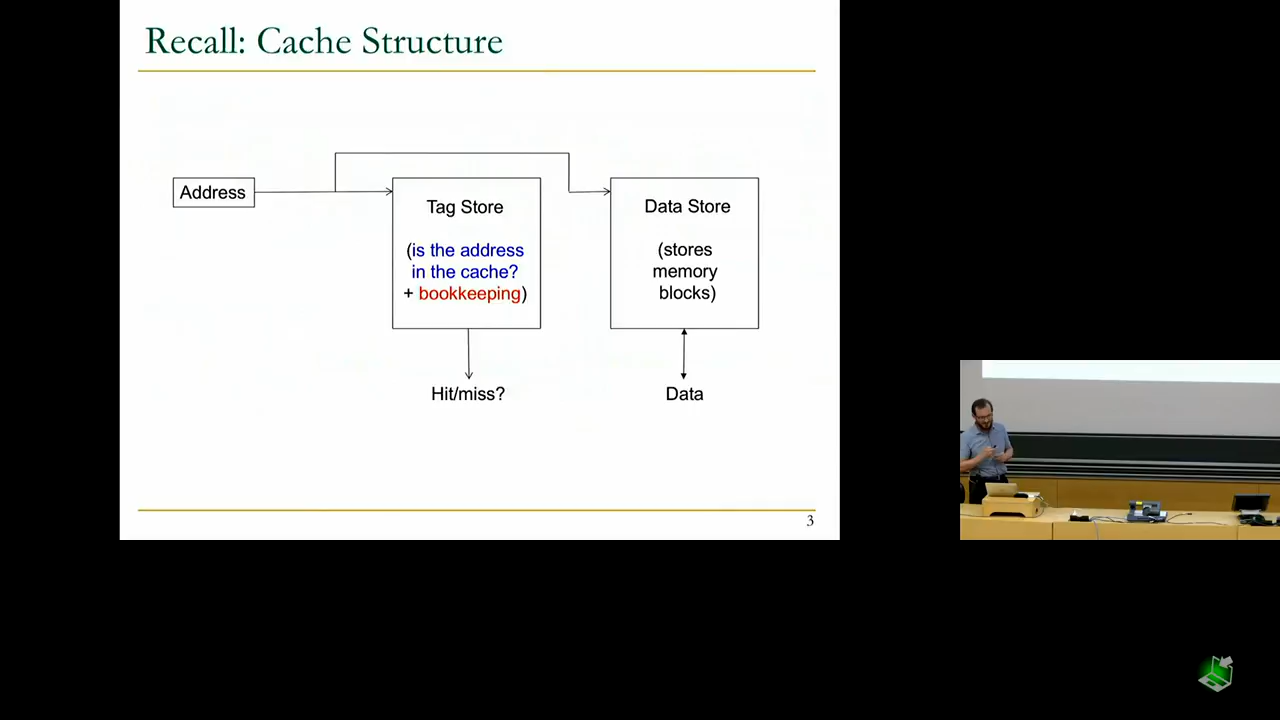 Recall: Cache Structure
Address
Tag Store
(is the address
in the cache?
+ bookkeeping)
Hit/miss?
Data Store
(stores
memory
blocks)
Data
3